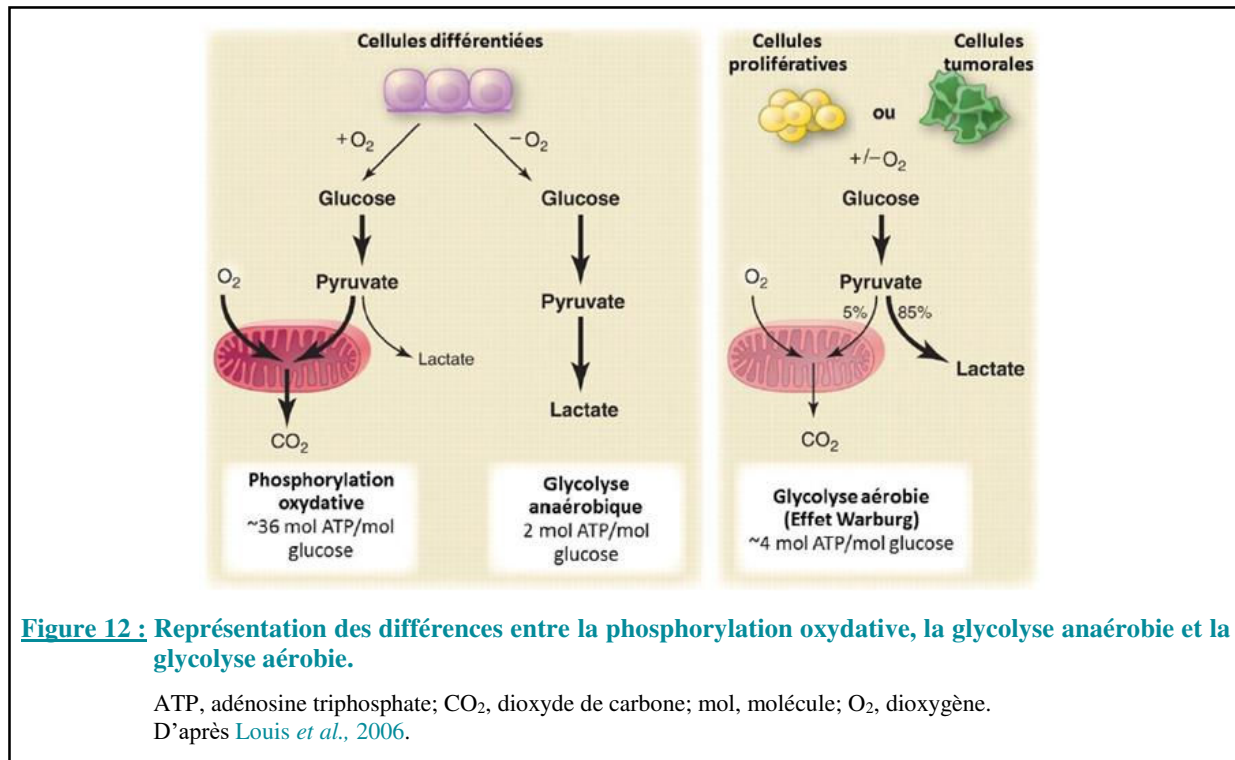 Cellules différentiées
+O₂
−O₂
Glucose
Glucose
O₂
Pyruvate
Pyruvate
Lactate
Lactate
CO₂
Phosphorylation
oxydative
~36 mol ATP/mol
glucose
Glycolyse
anaérobique
2 mol ATP/mol
glucose
Cellules
prolifératives
ou
Cellules
tumorales
+/−O₂
Glucose
O₂
Pyruvate
5%
85%
Lactate
CO₂
Glycolyse aérobie
(Effet Warburg)
~4 mol ATP/mol glucose
Figure 12 : Représentation des différences entre la phosphorylation oxydative, la glycolyse anaérobie et la
glycolyse aérobie.
ATP, adénosine triphosphate; CO₂, dioxyde de carbone; mol, molécule; O₂, dioxygène.
D’après Louis et al., 2006.